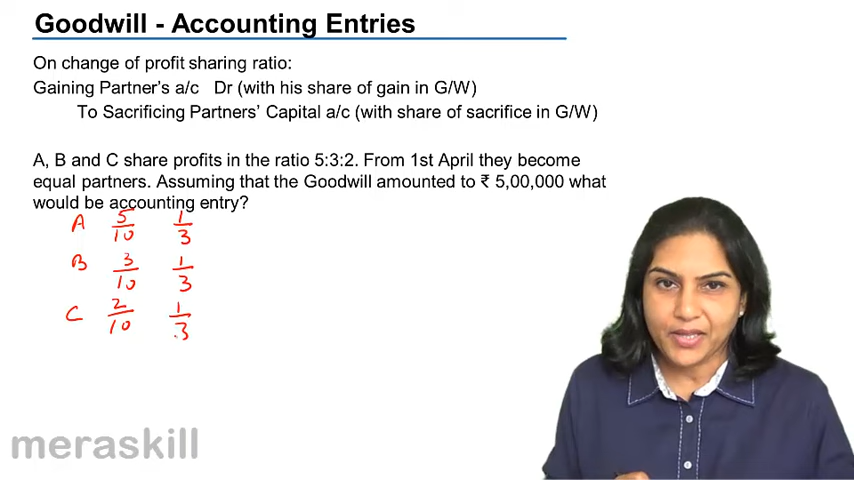 Goodwill - Accounting Entries
On change of profit sharing ratio:
Gaining Partner's a/c Dr (with his share of gain in G/W)
To Sacrificing Partners' Capital a/c (with share of sacrifice in G/W)
A, B and C share profits in the ratio 5:3:2. From 1st April they become
equal partners. Assuming that the Goodwill amounted to ₹ 5,00,000 what
would be accounting entry?
A 5/10 1/3
B 3/10 1/3
C 2/10 1/3
meraskill